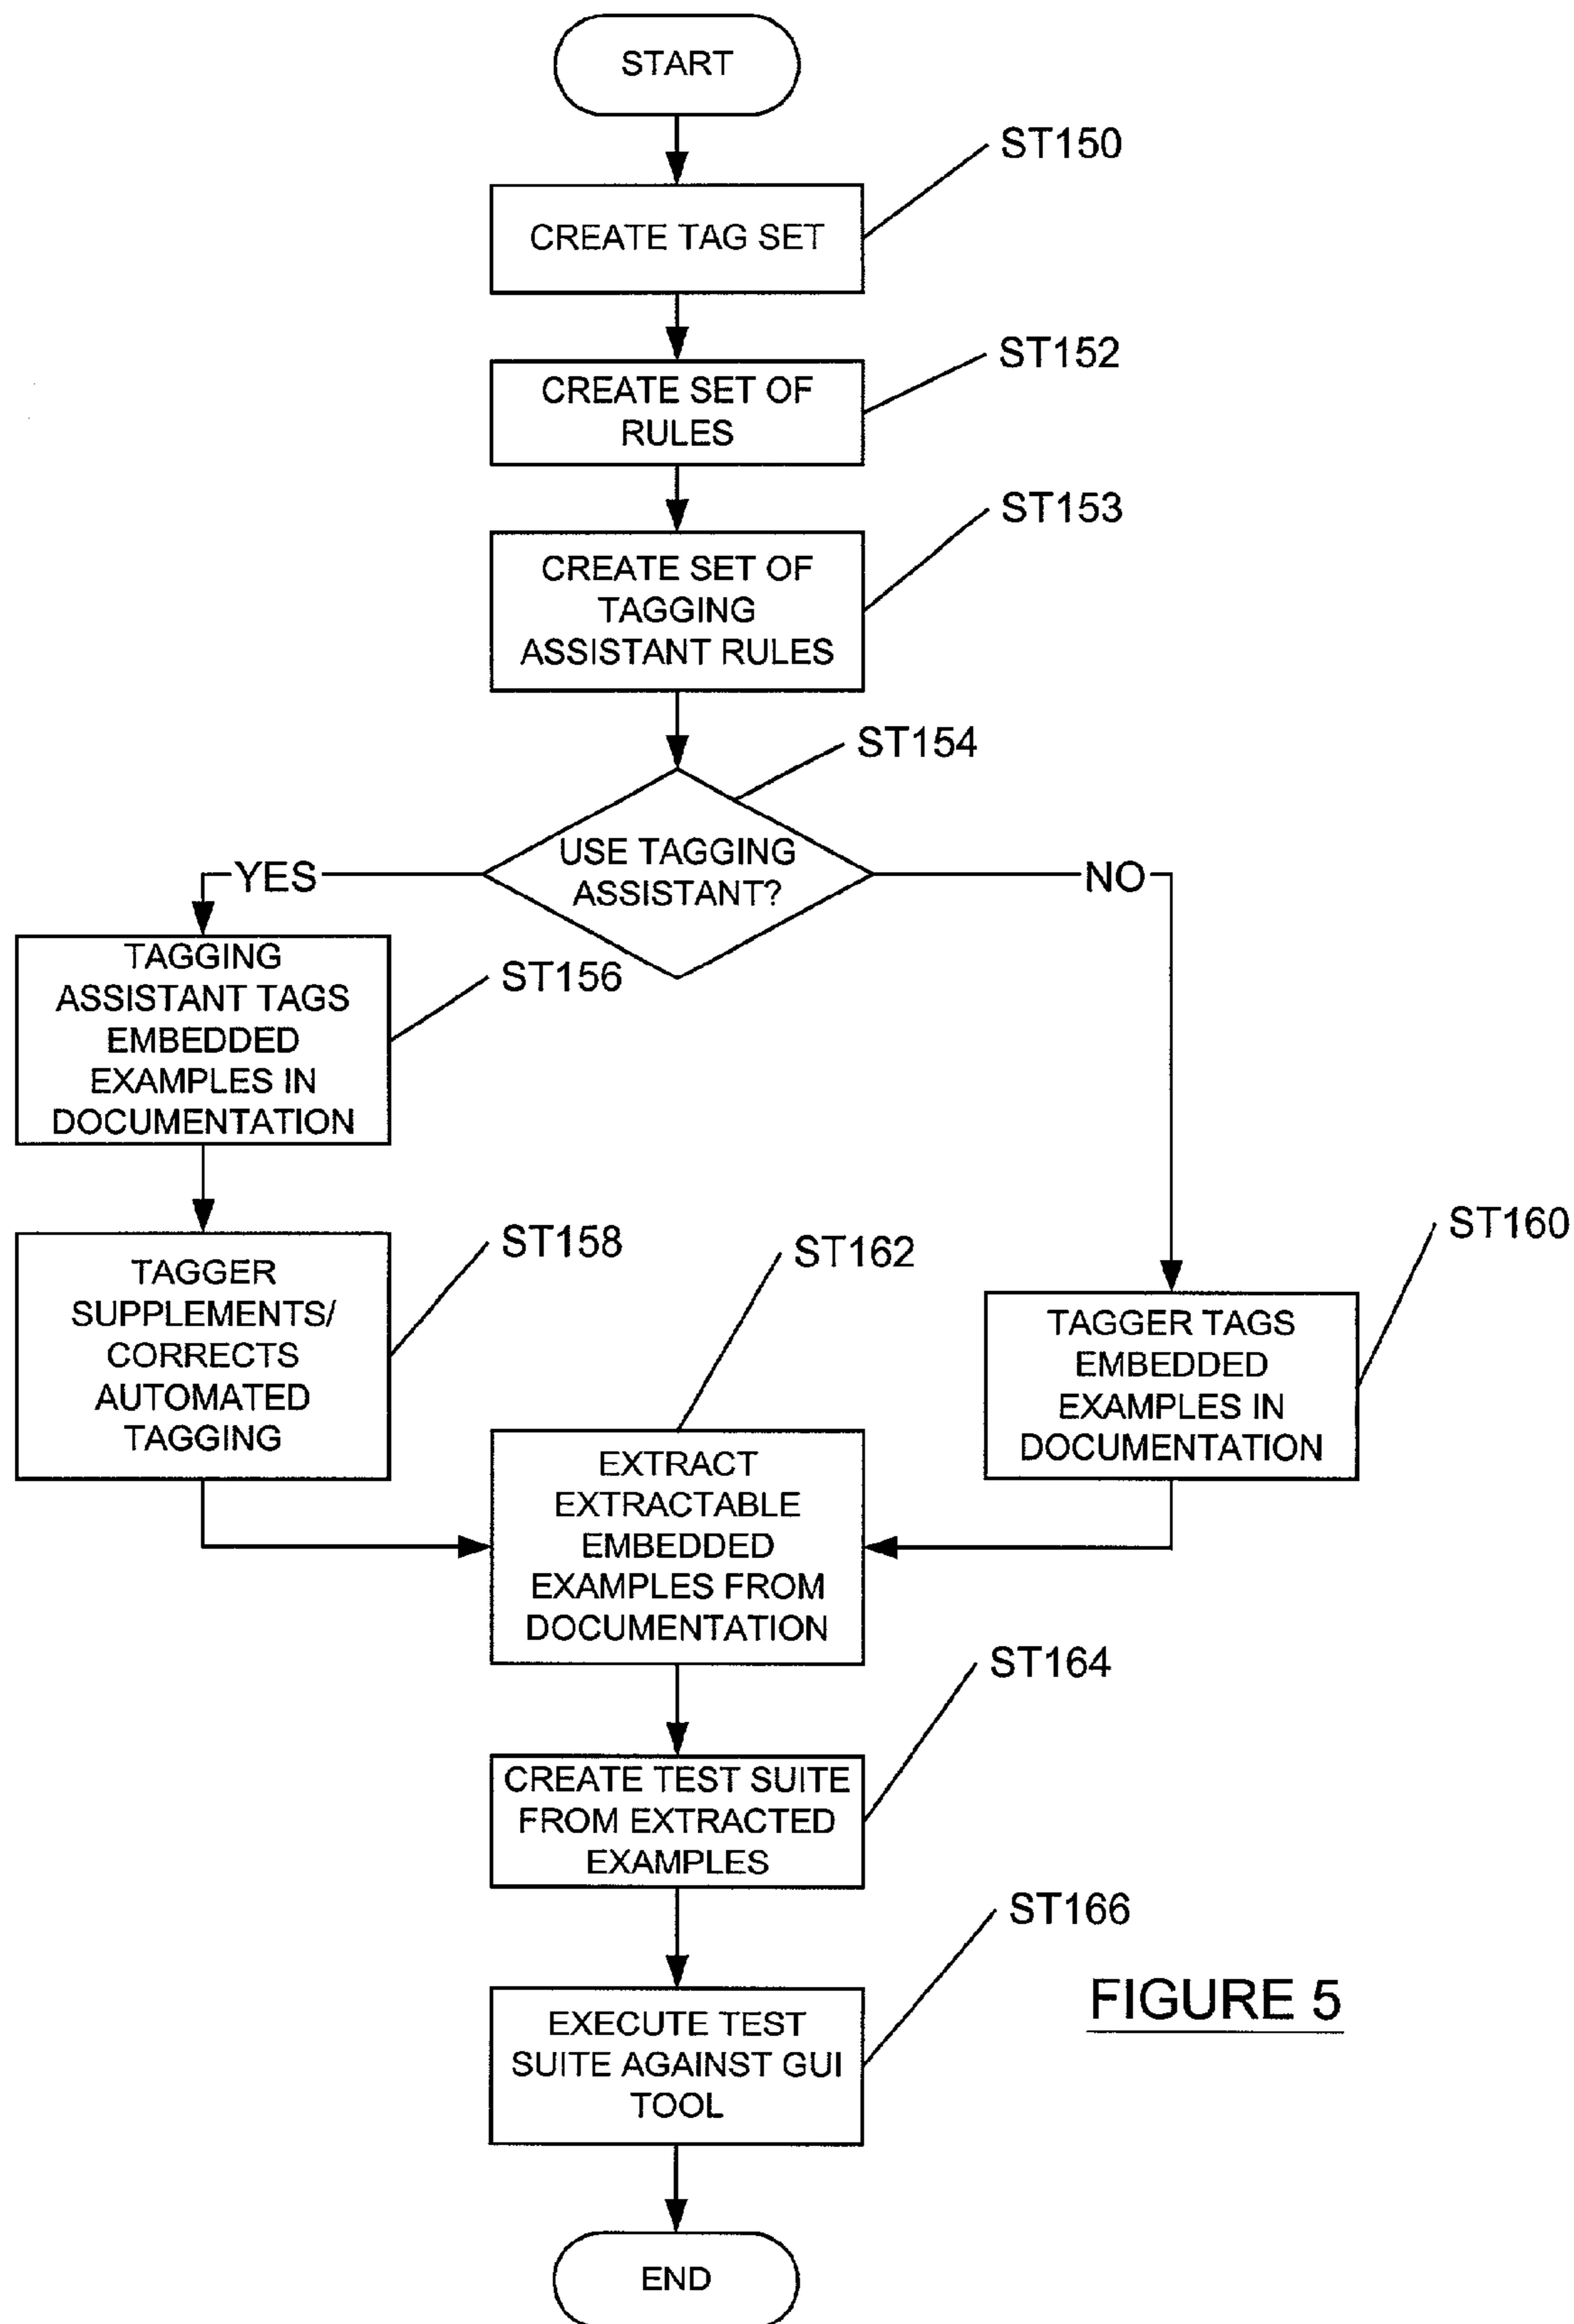 START
ST150
CREATE TAG SET
ST152
CREATE SET OF
RULES
ST153
CREATE SET OF
TAGGING
ASSISTANT RULES
ST154
USE TAGGING
ASSISTANT?
YES
NO
TAGGING
ASSISTANT TAGS
EMBEDDED
EXAMPLES IN
DOCUMENTATION
ST156
TAGGER
SUPPLEMENTS/
CORRECTS
AUTOMATED
TAGGING
ST158
ST160
TAGGER TAGS
EMBEDDED
EXAMPLES IN
DOCUMENTATION
ST162
EXTRACT
EXTRACTABLE
EMBEDDED
EXAMPLES FROM
DOCUMENTATION
ST164
CREATE TEST SUITE
FROM EXTRACTED
EXAMPLES
ST166
EXECUTE TEST
SUITE AGAINST GUI
TOOL
FIGURE 5
END